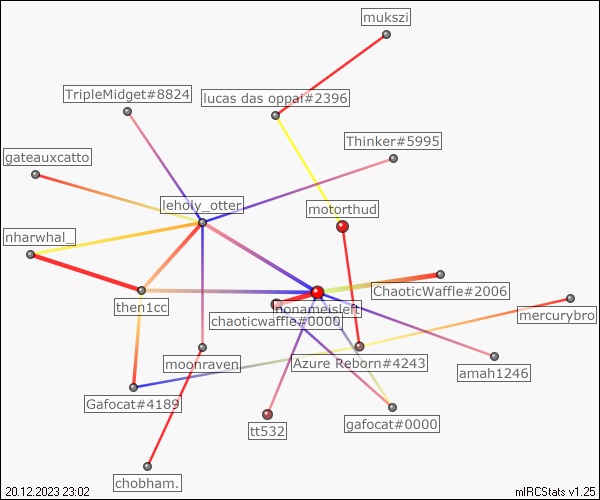 mukszi
TripleMidget#8824
lucas das oppai#2396
Thinker#5995
gateauxcatto
leholy_otter
motorthud
nharwhal_
ChaoticWaffle#2006
then1cc
nonameisleft
chaoticwaffle#0000
mercurybro
moonraven
Azure Reborn#4243
amah1246
Gafocat#4189
gafocat#0000
tt532
chobham.
20.12.2023 23:02
mIRCStats v1.25